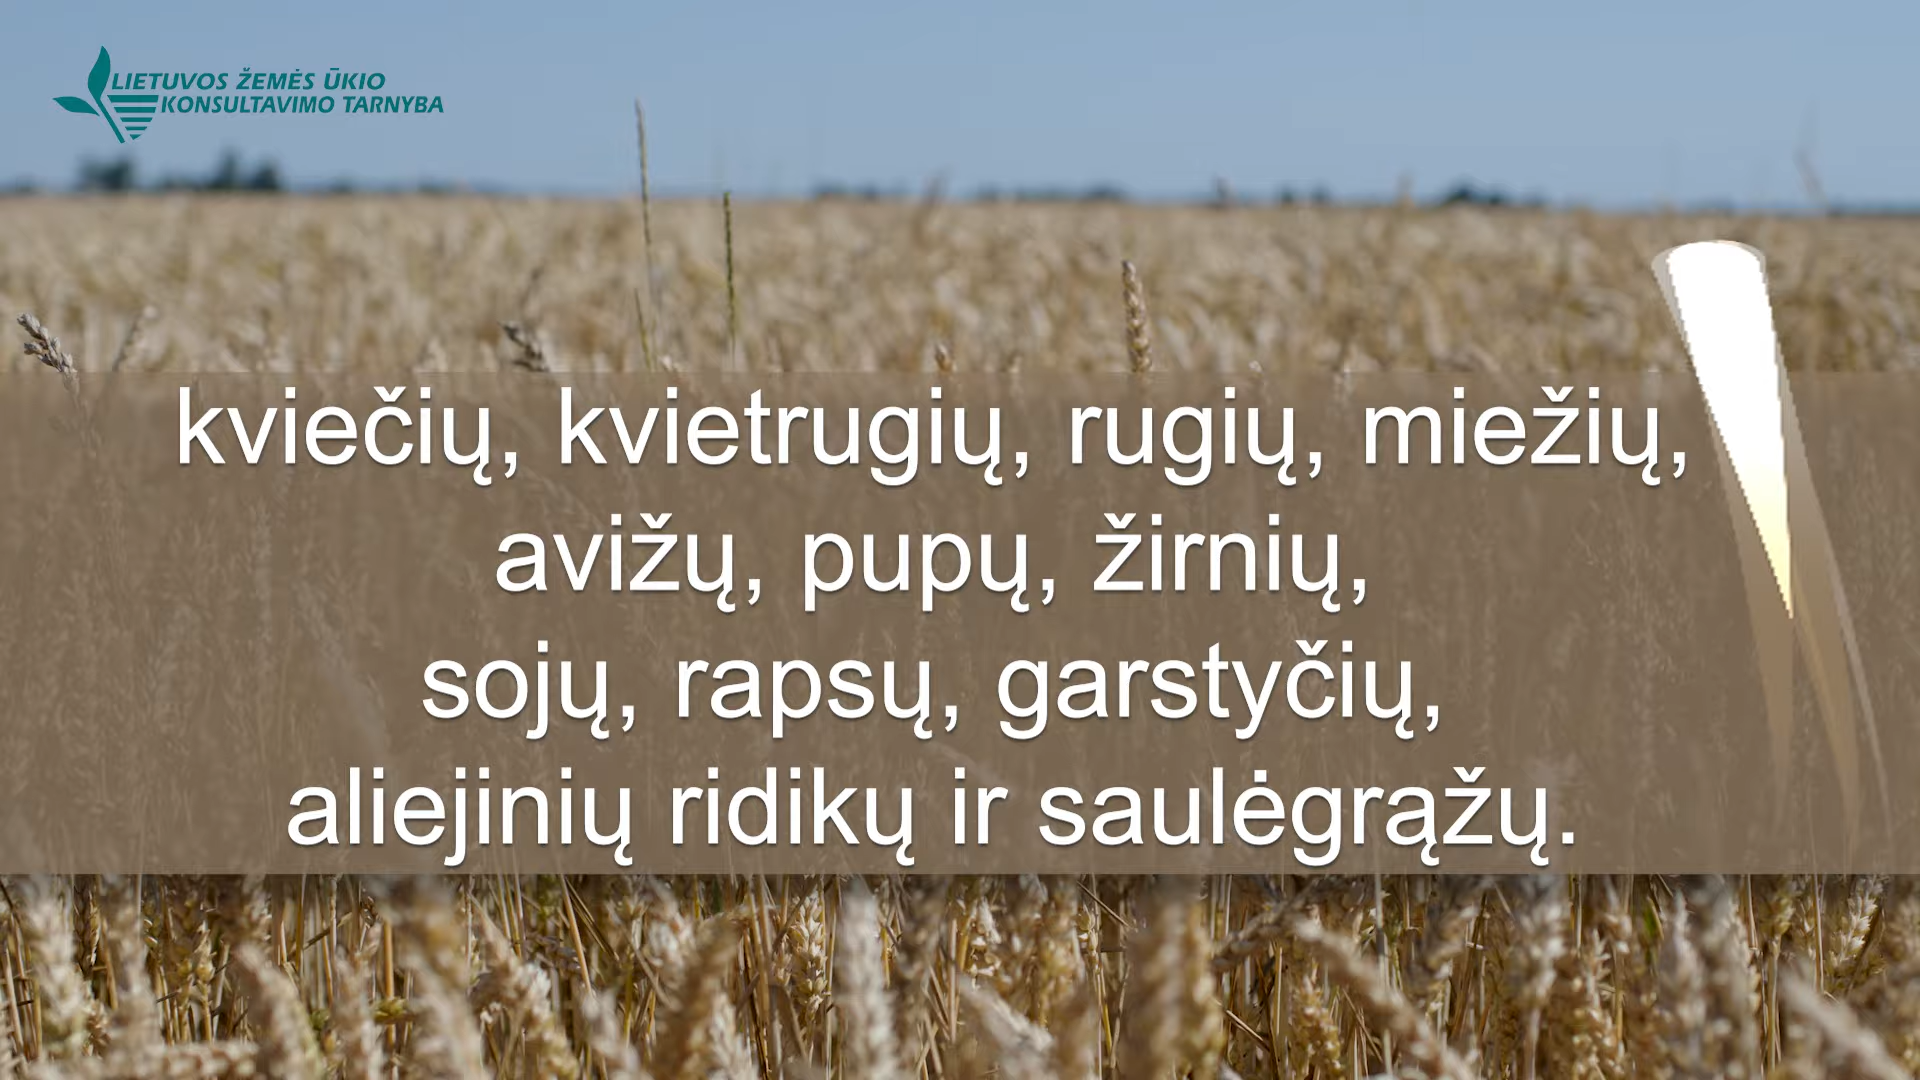 LIETUVOS ŽEMĖS ŪKIO
KONSULTAVIMO TARNYBA
kviečių, kvietrugių, rugių, miežių,
avižų, pupų, žirnių,
sojų, rapsų, garstyčių,
aliejinių ridikų ir saulėgrąžų.